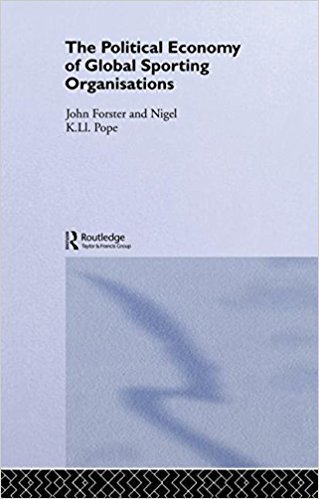 The Political Economy
of Global Sporting
Organisations
John Forster and Nigel
K.Ll. Pope
Routledge
Taylor & Francis Group